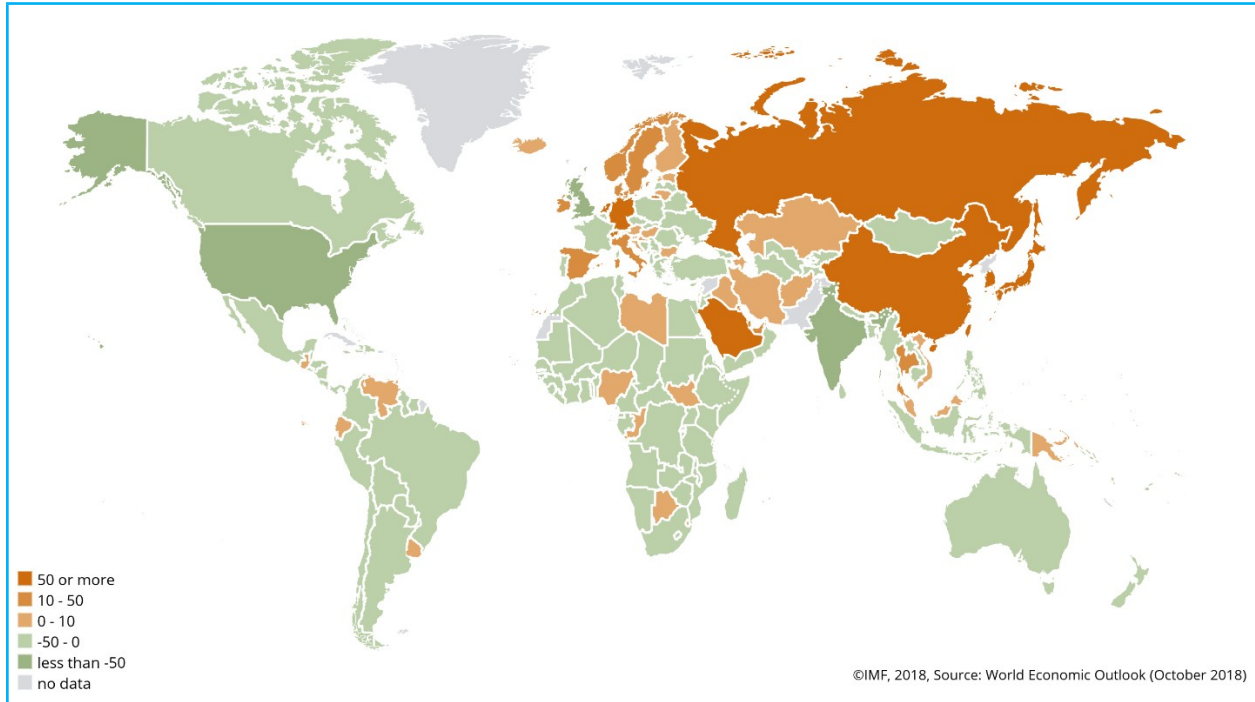 50 or more
10 - 50
0 - 10
-50 - 0
less than -50
no data
©IMF, 2018, Source: World Economic Outlook (October 2018)